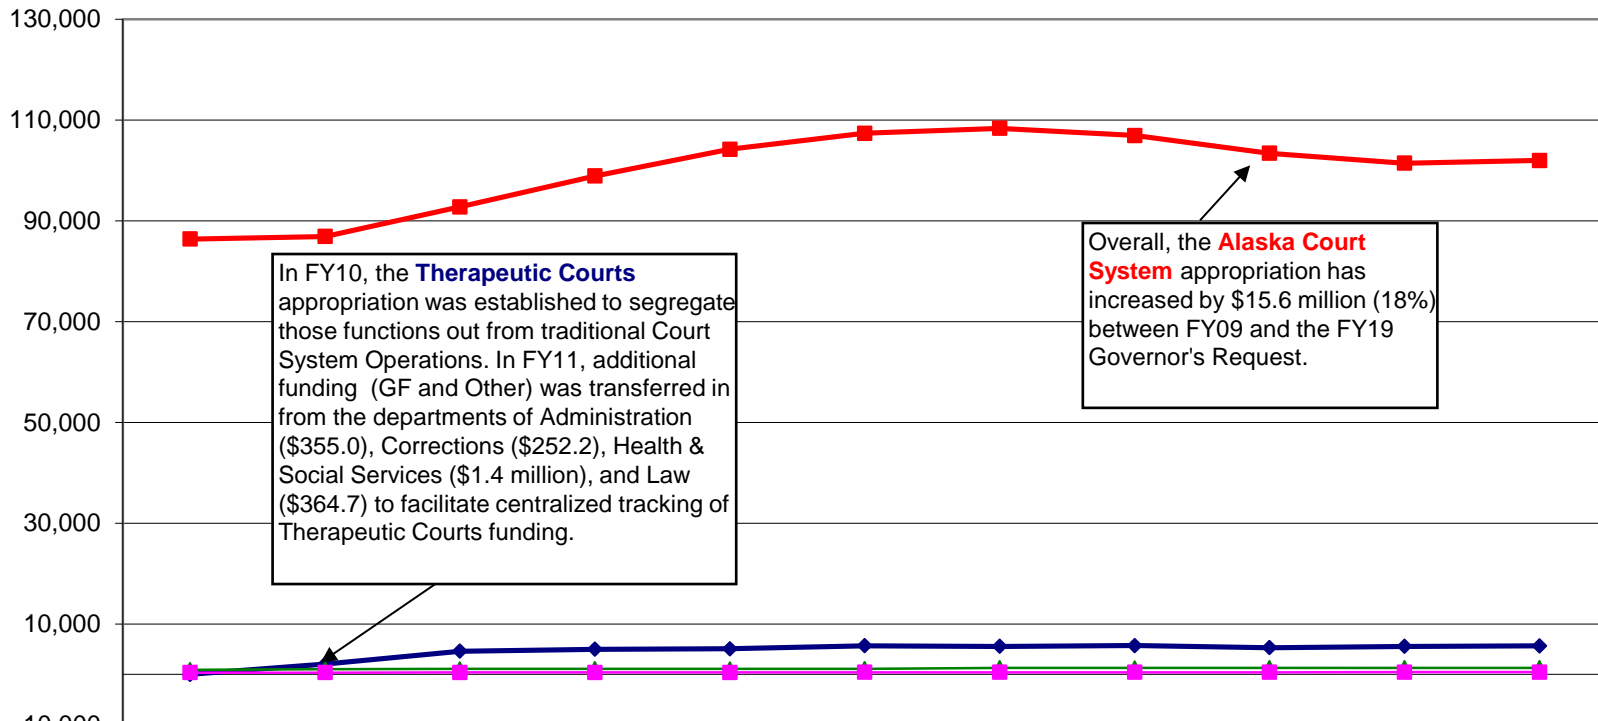 130,000
110,000
90,000
70,000
50,000
30,000
10,000
In FY10, the Therapeutic Courts
appropriation was established to segregate
those functions out from traditional Court
System Operations. In FY11, additional
funding  (GF and Other) was transferred in
from the departments of Administration
($355.0), Corrections ($252.2), Health &
Social Services ($1.4 million), and Law
($364.7) to facilitate centralized tracking of
Therapeutic Courts funding.
Overall, the Alaska Court
System appropriation has
increased by $15.6 million (18%)
between FY09 and the FY19
Governor's Request.